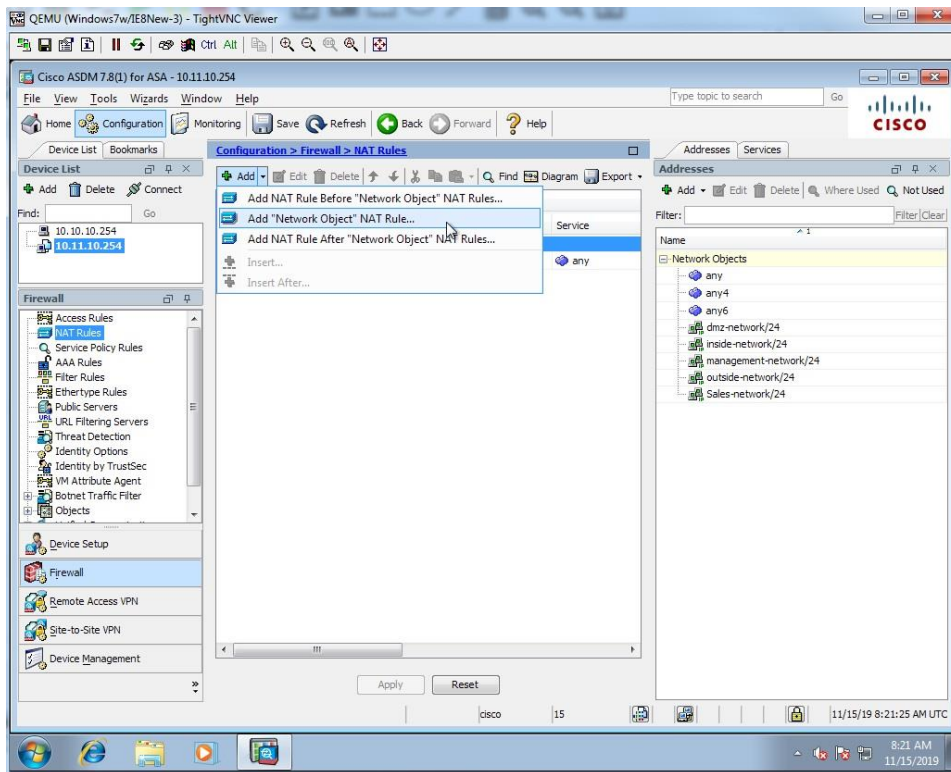 QEMU (Windows7w/IE8New-3) - TightVNC Viewer
Ctrl Alt
Cisco ASDM 7.8(1) for ASA - 10.11.10.254
File View Tools Wizards Window Help
Type topic to search Go
Home Configuration Monitoring Save Refresh Back Forward Help
CISCO
Device List Bookmarks
Configuration > Firewall > NAT Rules
Addresses Services
Device List
Addresses
Add Delete Connect
Add Edit Delete Find Diagram Export
Add Edit Delete Where Used Not Used
Find: Go
Filter: Filter Clear
10.10.10.254
10.11.10.254
Add NAT Rule Before "Network Object" NAT Rules...
Add "Network Object" NAT Rule...
Add NAT Rule After "Network Object" NAT Rules...
Insert...
Insert After...
Service
any
Name
1
Network Objects
any
any4
any6
dmz-network/24
inside-network/24
management-network/24
outside-network/24
Sales-network/24
Firewall
Access Rules
NAT Rules
Service Policy Rules
AAA Rules
Filter Rules
Ethertype Rules
Public Servers
URL Filtering Servers
Threat Detection
Identity Options
Identity by TrustSec
VM Attribute Agent
Botnet Traffic Filter
Objects
Device Setup
Firewall
Remote Access VPN
Site-to-Site VPN
Device Management
Apply Reset
cisco 15 11/15/19 8:21:25 AM UTC
8:21 AM
11/15/2019